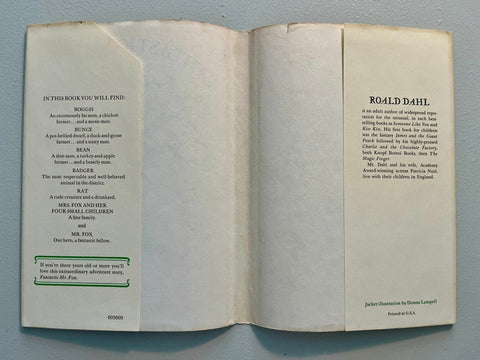 IN THIS BOOK YOU WILL FIND:
BOGGIS
An enormously fat man, a chicken
farmer ... and a mean man.
BUNCE
A pot-bellied dwarf, a duck-and-goose
farmer ... and a nasty man.
BEAN
A thin man, a turkey-and-apple
farmer ... and a beastly man.
BADGER
The most respectable and well-behaved
animal in the district.
RAT
A rude creature and a drunkard.
MRS. FOX AND HER
FOUR SMALL CHILDREN
A fine family.
and
MR. FOX
Our hero, a fantastic fellow.
If you're three years old or more you'll
love this extraordinary adventure story,
Fantastic Mr. Fox.
003000
ROALD DAHL
is an adult author of widespread repu-
tation for the unusual, in such best-
selling books as Someone Like You and
Kiss Kiss. His first book for children
was the fantasy James and the Giant
Peach followed by his highly-praised
Charlie and the Chocolate Factory,
both Knopf Borzoi Books, then The
Magic Finger.
Mr. Dahl and his wife, Academy
Award-winning actress Patricia Neal,
live with their children in England.
Jacket illustration by Donna Lampell
Printed in U.S.A.